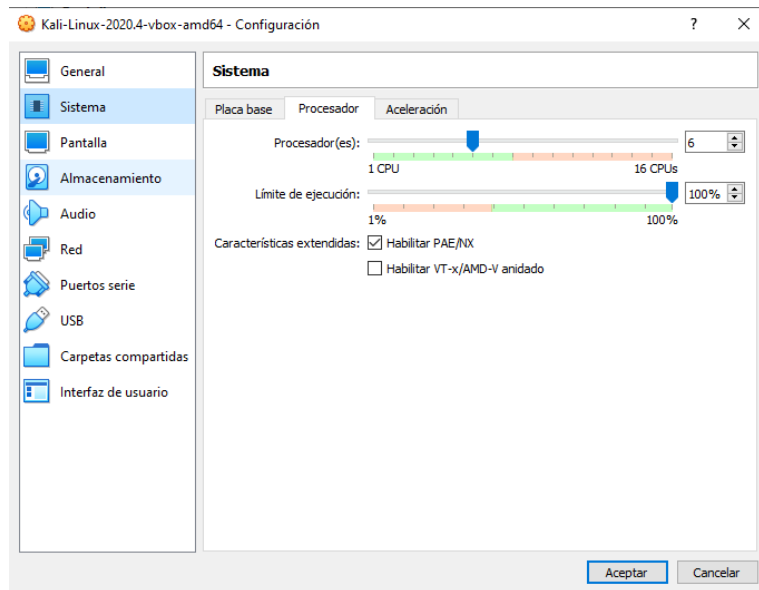 Kali-Linux-2020.4-vbox-amd64 - Configuración
?
General
Sistema
Pantalla
Almacenamiento
Audio
Red
Puertos serie
USB
Carpetas compartidas
Interfaz de usuario
Sistema
Placa base Procesador Aceleración
Procesador(es): 6
1 CPU 16 CPUs
Límite de ejecución: 100%
1% 100%
Características extendidas: Habilitar PAE/NX
Habilitar VT-x/AMD-V anidado
Aceptar Cancelar